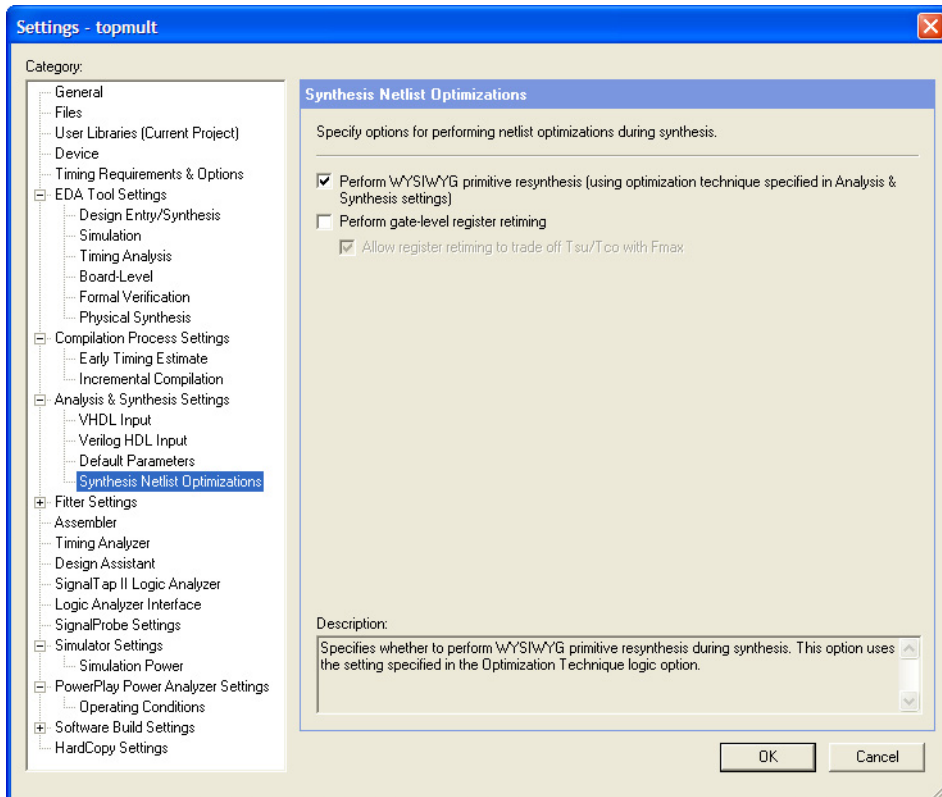 Settings - topmult
Category:
General
Files
User Libraries (Current Project)
Device
Timing Requirements & Options
EDA Tool Settings
Design Entry/Synthesis
Simulation
Timing Analysis
Board-Level
Formal Verification
Physical Synthesis
Compilation Process Settings
Early Timing Estimate
Incremental Compilation
Analysis & Synthesis Settings
VHDL Input
Verilog HDL Input
Default Parameters
Synthesis Netlist Optimizations
Fitter Settings
Assembler
Timing Analyzer
Design Assistant
SignalTap II Logic Analyzer
Logic Analyzer Interface
SignalProbe Settings
Simulator Settings
Simulation Power
PowerPlay Power Analyzer Settings
Operating Conditions
Software Build Settings
HardCopy Settings
Synthesis Netlist Optimizations
Specify options for performing netlist optimizations during synthesis.
Perform WYSIWYG primitive resynthesis (using optimization technique specified in Analysis &
Synthesis settings)
Perform gate-level register retiming
Allow register retiming to trade off Tsu/Tco with Fmax
Description:
Specifies whether to perform WYSIWYG primitive resynthesis during synthesis. This option uses
the setting specified in the Optimization Technique logic option.
OK
Cancel